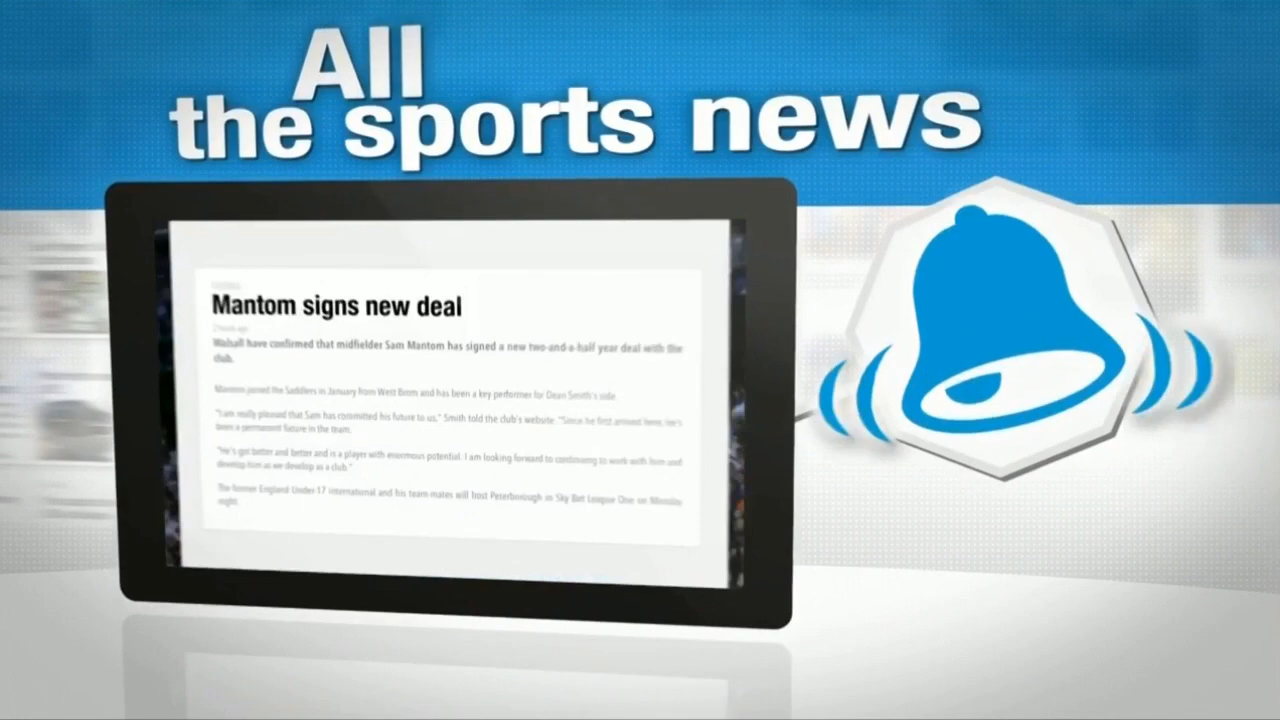 All
the sports news
Mantom signs new deal
2 hours ago
Walsall have confirmed that midfielder Sam Mantom has signed a new two-and-a-half year deal with the
club.
Mantom joined the Saddlers in January from West Brom and has been a key performer for Dean Smith's side.
"I am really pleased that Sam has committed his future to us," Smith told the club's website. "Since he first arrived here, he's
been a permanent fixture in the team.
"He's got better and better and is a player with enormous potential. I am looking forward to continuing to work with him and
develop him as we develop as a club."
The former England Under-17 international and his team-mates will host Peterborough in Sky Bet League One on Monday
night.